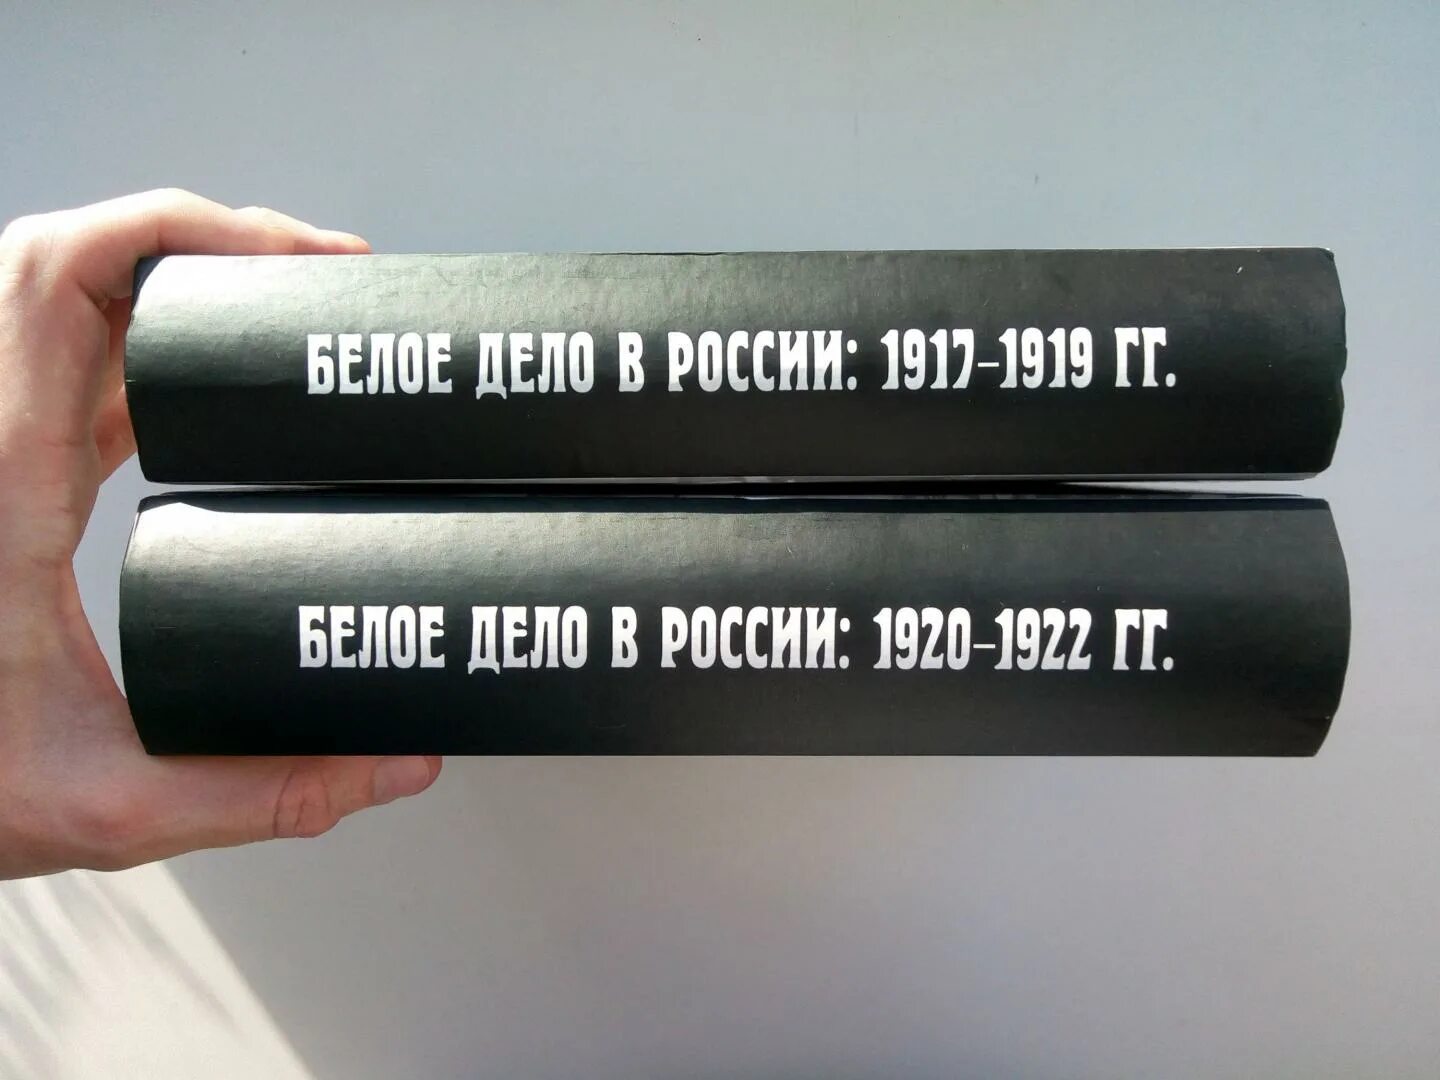 БЕЛОЕ ДЕЛО В РОССИИ: 1917–1919 ГГ.
БЕЛОЕ ДЕЛО В РОССИИ: 1920–1922 ГГ.